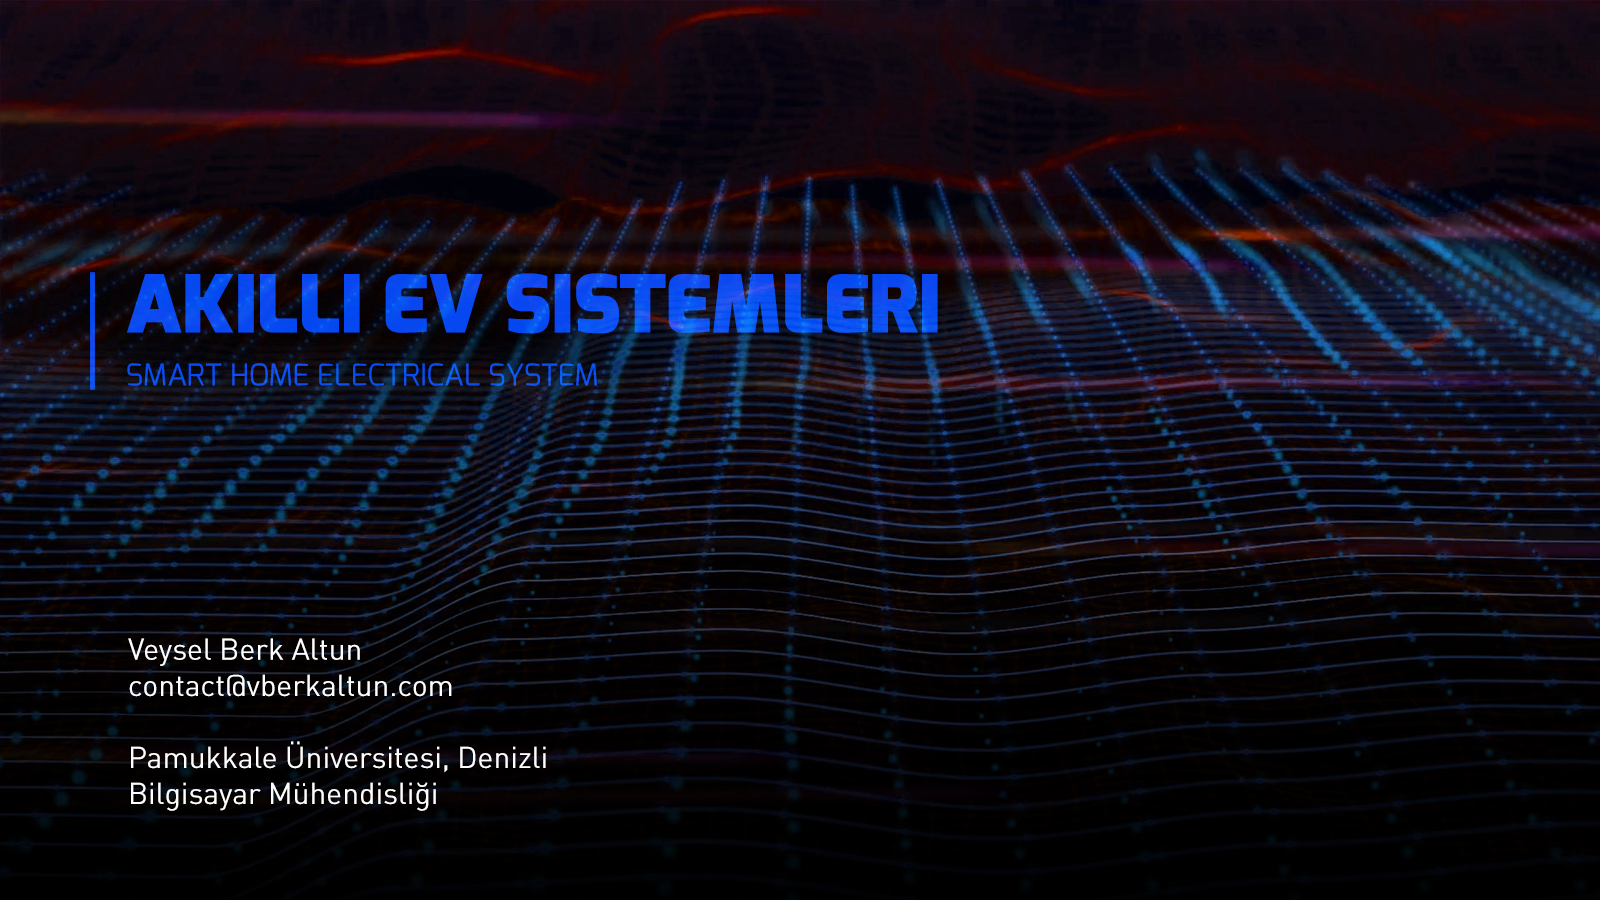 AKILLI EV SISTEMLERI
SMART HOME ELECTRICAL SYSTEM
Veysel Berk Altun
contact@vberkaltun.com
Pamukkale Üniversitesi, Denizli
Bilgisayar Mühendisliği